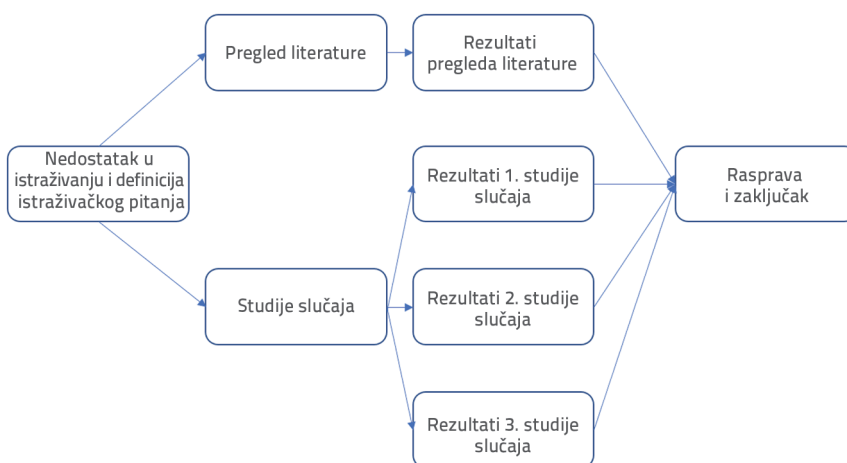 Pregled literature
Rezultati
pregleda literature
Nedostatak u
istraživanju i definicija
istraživačkog pitanja
Rezultati 1. studije
slučaja
Rasprava
i zaključak
Studije slučaja
Rezultati 2. studije
slučaja
Rezultati 3. studije
slučaja